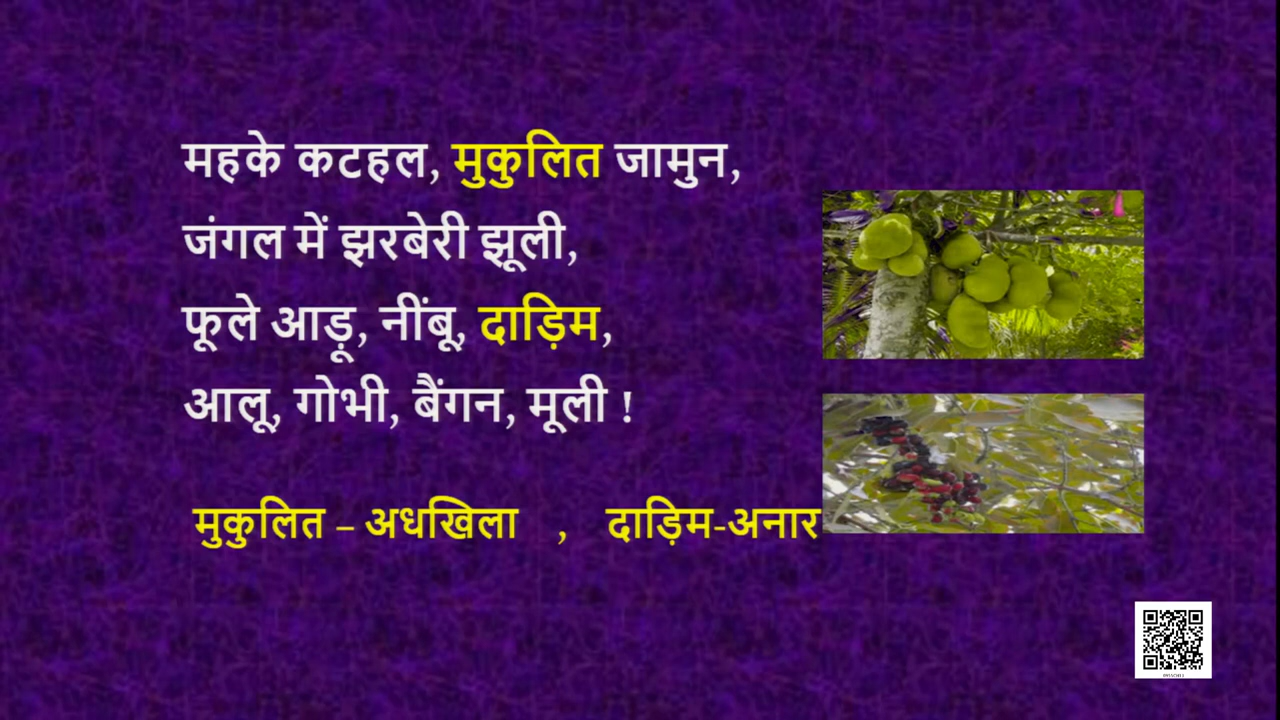 महके कटहल, मुकुलित जामुन,
जंगल में झरबेरी झूली,
फूले आड़ू, नींबू, दाड़िम,
आलू, गोभी, बैंगन, मूली !
मुकुलित – अधखिला , दाड़िम-अनार